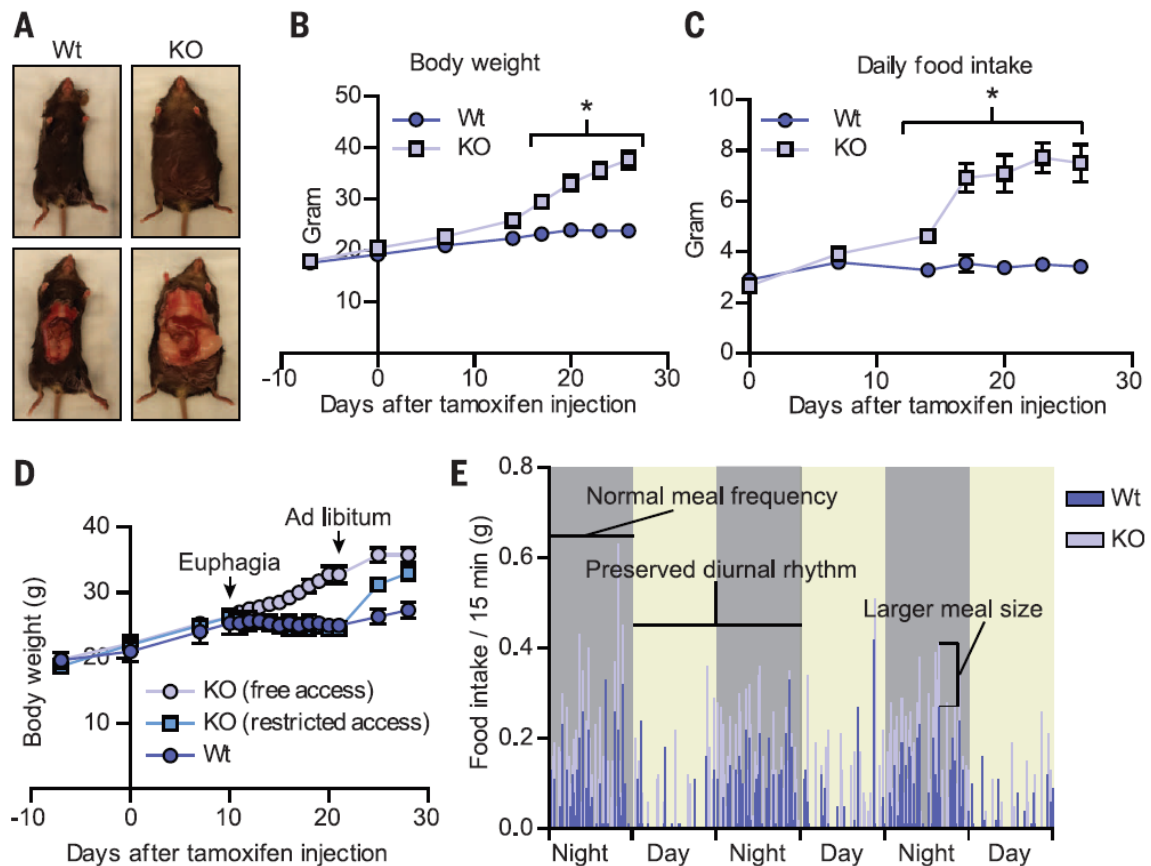 A
Wt
KO
B
Body weight
50
40
30
20
10
Gram
Wt
KO
*
-10
0
10
20
30
Days after tamoxifen injection
C
Daily food intake
10
8
6
4
2
0
Gram
Wt
KO
*
0
10
20
30
Days after tamoxifen injection
D
40
30
20
10
Body weight (g)
Euphagia
Ad libitum
KO (free access)
KO (restricted access)
Wt
-10
0
10
20
30
Days after tamoxifen injection
E
0.8
0.6
0.4
0.2
0.0
Food intake / 15 min (g)
Normal meal frequency
Preserved diurnal rhythm
Larger meal size
Wt
KO
Night
Day
Night
Day
Night
Day